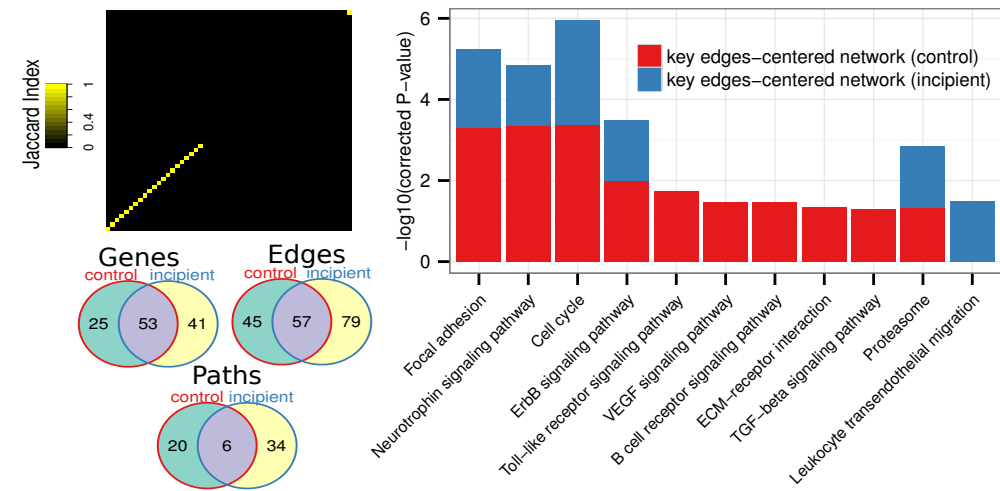 Jaccard Index
0
0.4
1
Genes
control
incipient
25
53
41
Edges
control
incipient
45
57
79
Paths
control
incipient
20
6
34
−log10(corrected P−value)
6
4
2
0
key edges−centered network (control)
key edges−centered network (incipient)
Focal adhesion
Neurotrophin signaling pathway
Cell cycle
ErbB signaling pathway
Toll−like receptor signaling pathway
VEGF signaling pathway
B cell receptor signaling pathway
ECM−receptor interaction
TGF−beta signaling pathway
Proteasome
Leukocyte transendothelial migration